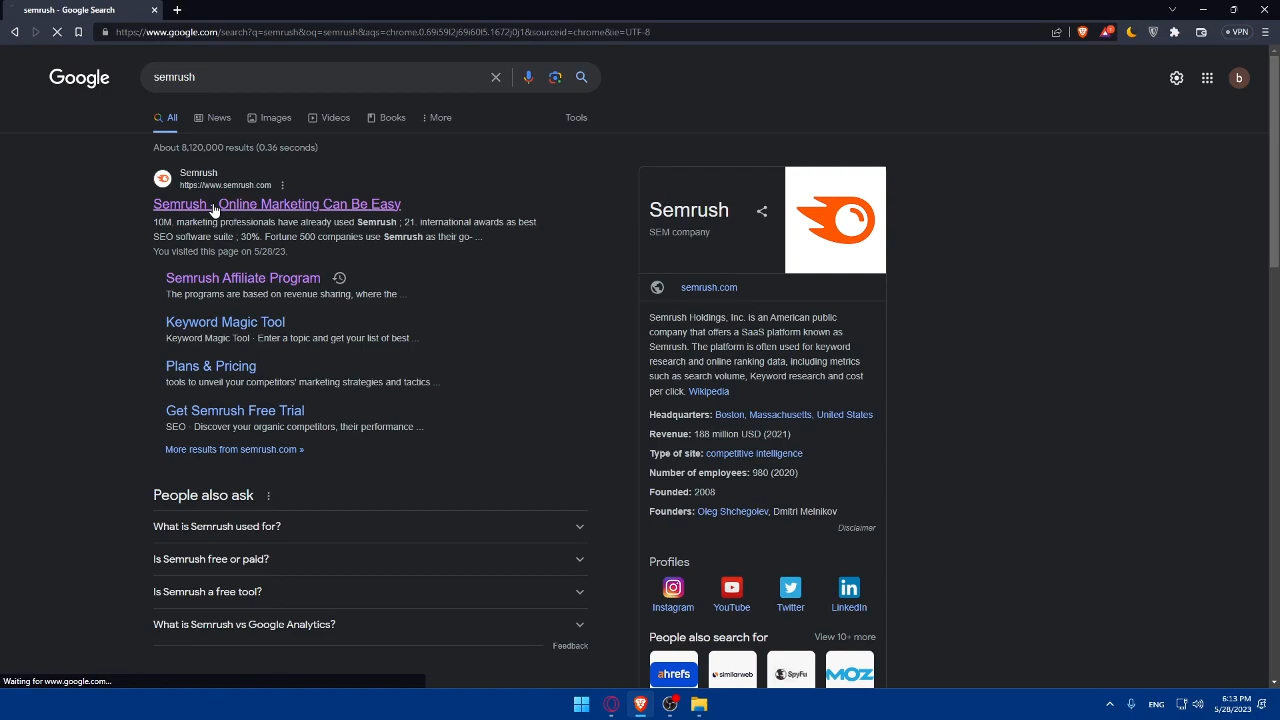 semrush - Google Search
https://www.google.com/search?q=semrush&oq=semrush&aqs=chrome.0.69i59l2j69i60l5.1672j0j1&sourceid=chrome&ie=UTF-8
VPN
Google
semrush
b
All
News
Images
Videos
Books
More
Tools
About 8,120,000 results (0.36 seconds)
Semrush
https://www.semrush.com
Semrush - Online Marketing Can Be Easy
10M. marketing professionals have already used Semrush ; 21. international awards as best
SEO software suite ; 30%. Fortune 500 companies use Semrush as their go- ...
You visited this page on 5/28/23.
Semrush Affiliate Program
The programs are based on revenue sharing, where the ...
Keyword Magic Tool
Keyword Magic Tool · Enter a topic and get your list of best ...
Plans & Pricing
tools to unveil your competitors' marketing strategies and tactics ...
Get Semrush Free Trial
SEO · Discover your organic competitors, their performance ...
More results from semrush.com »
People also ask
What is Semrush used for?
Is Semrush free or paid?
Is Semrush a free tool?
What is Semrush vs Google Analytics?
Feedback
Semrush
SEM company
semrush.com
Semrush Holdings, Inc. is an American public
company that offers a SaaS platform known as
Semrush. The platform is often used for keyword
research and online ranking data, including metrics
such as search volume, Keyword research and cost
per click. Wikipedia
Headquarters: Boston, Massachusetts, United States
Revenue: 188 million USD (2021)
Type of site: competitive intelligence
Number of employees: 980 (2020)
Founded: 2008
Founders: Oleg Shchegolev, Dmitri Melnikov
Disclaimer
Profiles
Instagram
YouTube
Twitter
LinkedIn
People also search for
View 10+ more
ahrefs
similarweb
SpyFu
MOZ
Waiting for www.google.com...
ENG
6:13 PM
5/28/2023